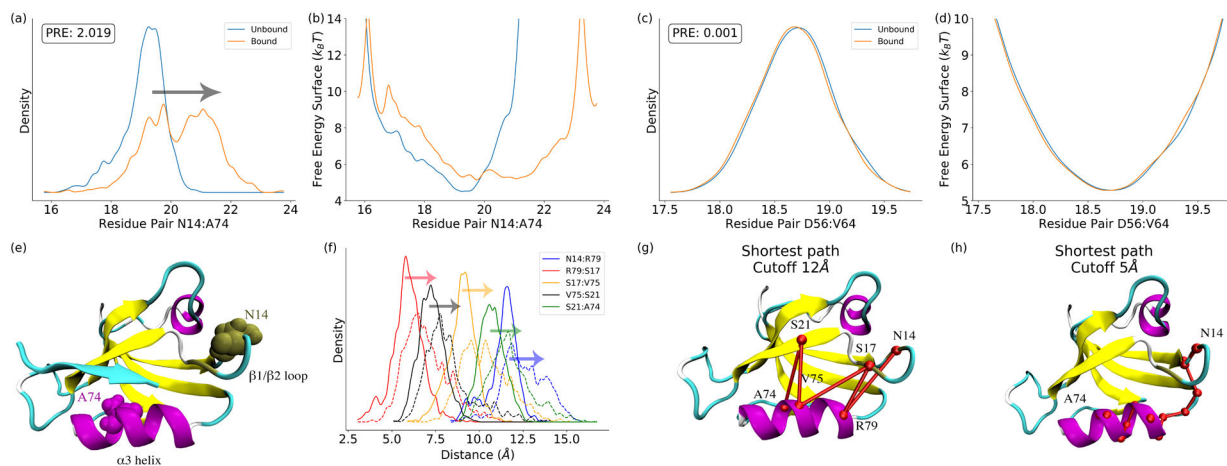 (a)
PRE: 2.019
Unbound
Bound
Density
16 18 20 22 24
Residue Pair N14:A74
(b)
Free Energy Surface (kBT)
14
12
10
8
6
4
16 18 20 22 24
Residue Pair N14:A74
(c)
PRE: 0.001
Unbound
Bound
Density
17.5 18.0 18.5 19.0 19.5
Residue Pair D56:V64
(d)
Free Energy Surface (kBT)
10
9
8
7
6
5
17.5 18.0 18.5 19.0 19.5
Residue Pair D56:V64
(e)
N14
β1/β2 loop
A74
α3 helix
(f)
N14:R79
R79:S17
S17:V75
V75:S21
S21:A74
Density
2.5 5.0 7.5 10.0 12.5 15.0
Distance (Å)
(g)
Shortest path
Cutoff 12Å
S21
N14
S17
V75
A74
R79
(h)
Shortest path
Cutoff 5Å
N14
A74